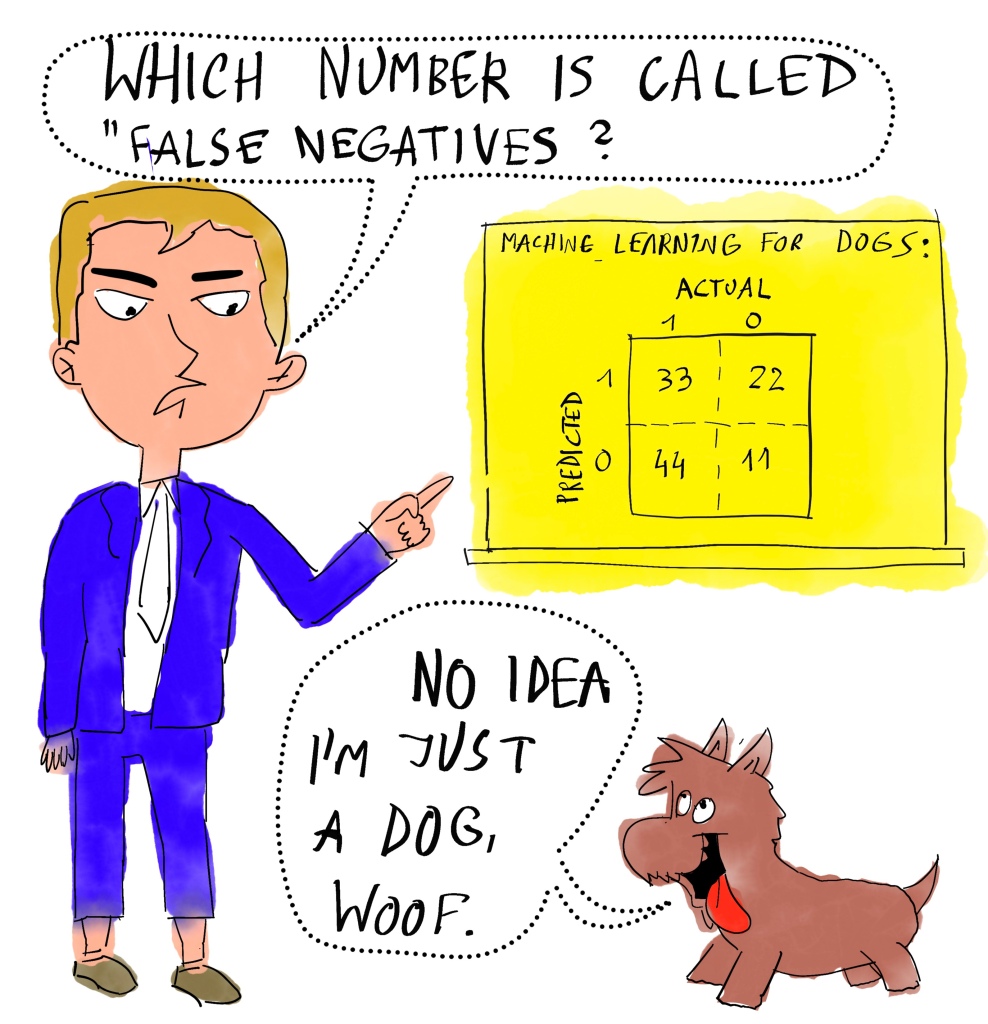 WHICH NUMBER IS CALLED
"FALSE NEGATIVES ?
MACHINE LEARNING FOR DOGS:
ACTUAL
1 0
PREDICTED
1 33 22
0 44 11
NO IDEA
I'M JUST
A DOG,
WOOF.